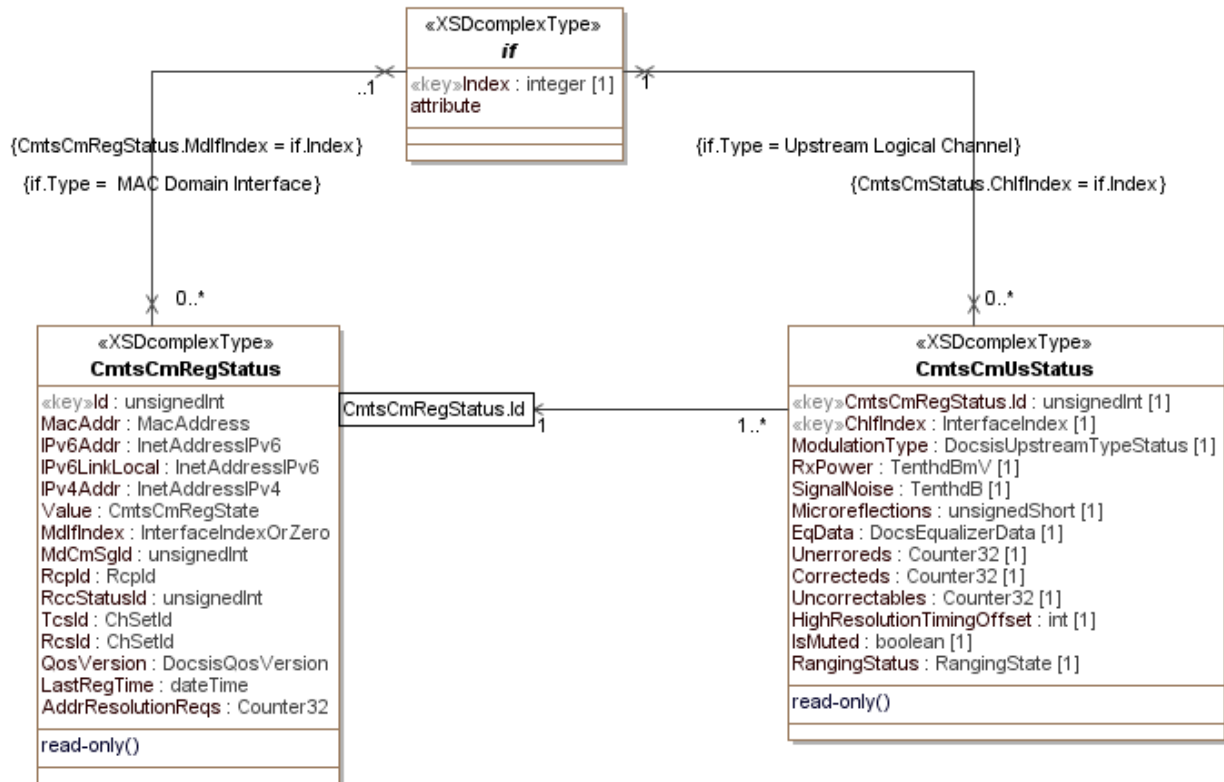 «XSDcomplexType»
if
«key»Index : integer [1]
attribute
..1
1
{CmtsCmRegStatus.MdIfIndex = if.Index}
{if.Type =  MAC Domain Interface}
{if.Type = Upstream Logical Channel}
{CmtsCmStatus.ChIfIndex = if.Index}
0..*
0..*
«XSDcomplexType»
CmtsCmRegStatus
«key»Id : unsignedInt
MacAddr : MacAddress
IPv6Addr : InetAddressIPv6
IPv6LinkLocal : InetAddressIPv6
IPv4Addr : InetAddressIPv4
Value : CmtsCmRegState
MdIfIndex : InterfaceIndexOrZero
MdCmSgId : unsignedInt
RcpId : RcpId
RccStatusId : unsignedInt
TcsId : ChSetId
RcsId : ChSetId
QosVersion : DocsisQosVersion
LastRegTime : dateTime
AddrResolutionReqs : Counter32
read-only()
CmtsCmRegStatus.Id
1
1..*
«XSDcomplexType»
CmtsCmUsStatus
«key»CmtsCmRegStatus.Id : unsignedInt [1]
«key»ChIfIndex : InterfaceIndex [1]
ModulationType : DocsisUpstreamTypeStatus [1]
RxPower : TenthdBmV [1]
SignalNoise : TenthdB [1]
Microreflections : unsignedShort [1]
EqData : DocsEqualizerData [1]
Unerroreds : Counter32 [1]
Correcteds : Counter32 [1]
Uncorrectables : Counter32 [1]
HighResolutionTimingOffset : int [1]
IsMuted : boolean [1]
RangingStatus : RangingState [1]
read-only()